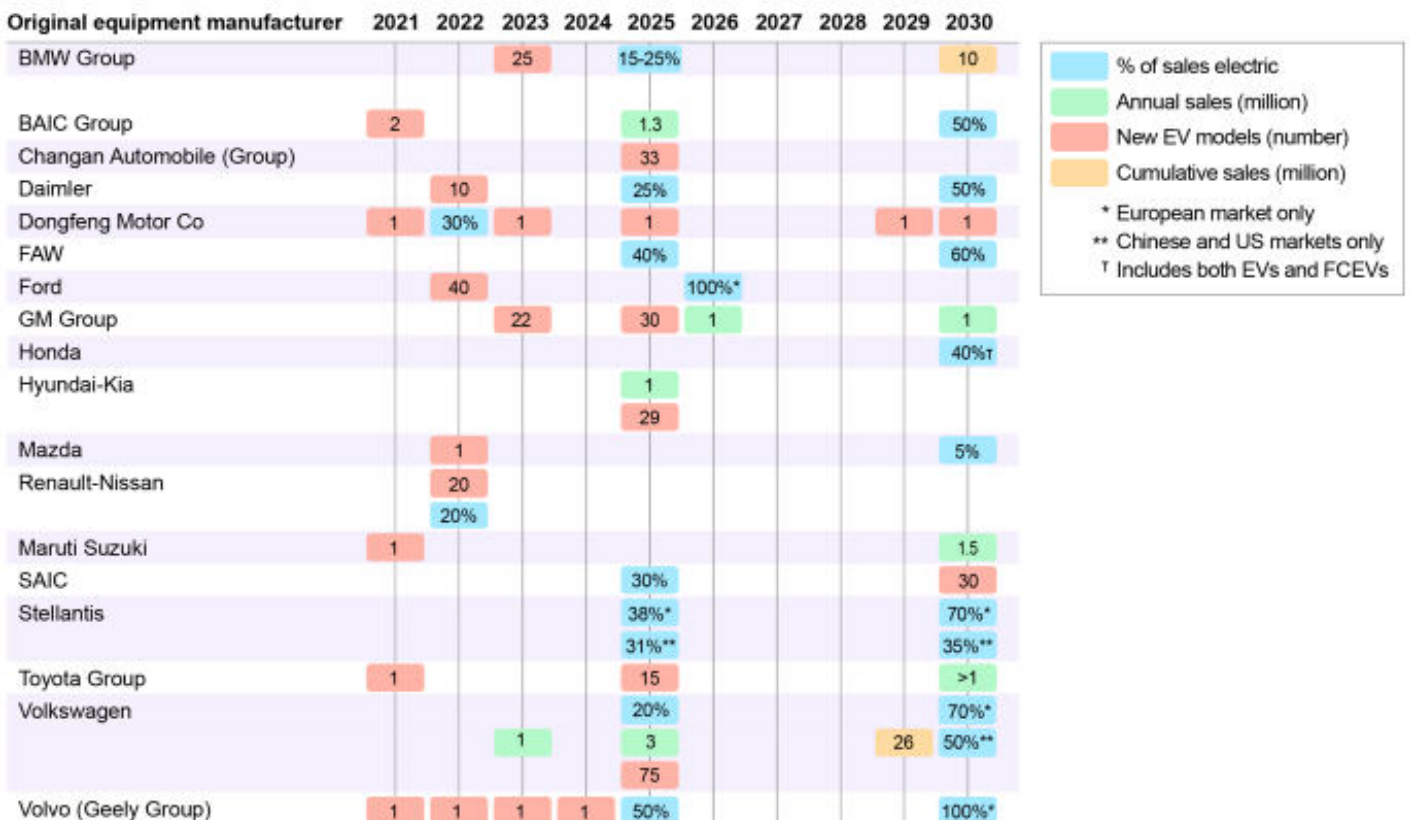 Original equipment manufacturer 2021 2022 2023 2024 2025 2026 2027 2028 2029 2030
BMW Group 25 15-25% 10
BAIC Group 2 1.3 50%
Changan Automobile (Group) 33
Daimler 10 25% 50%
Dongfeng Motor Co 1 30% 1 1 1 1
FAW 40% 60%
Ford 40 100%*
GM Group 22 30 1 1
Honda 40%т
Hyundai-Kia 1
29
Mazda 1 5%
Renault-Nissan 20
20%
Maruti Suzuki 1 1.5
SAIC 30% 30
Stellantis 38%* 70%*
31%** 35%**
Toyota Group 1 15 >1
Volkswagen 20% 70%*
1 3 26 50%**
75
Volvo (Geely Group) 1 1 1 1 50% 100%*
% of sales electric
Annual sales (million)
New EV models (number)
Cumulative sales (million)
* European market only
** Chinese and US markets only
т Includes both EVs and FCEVs